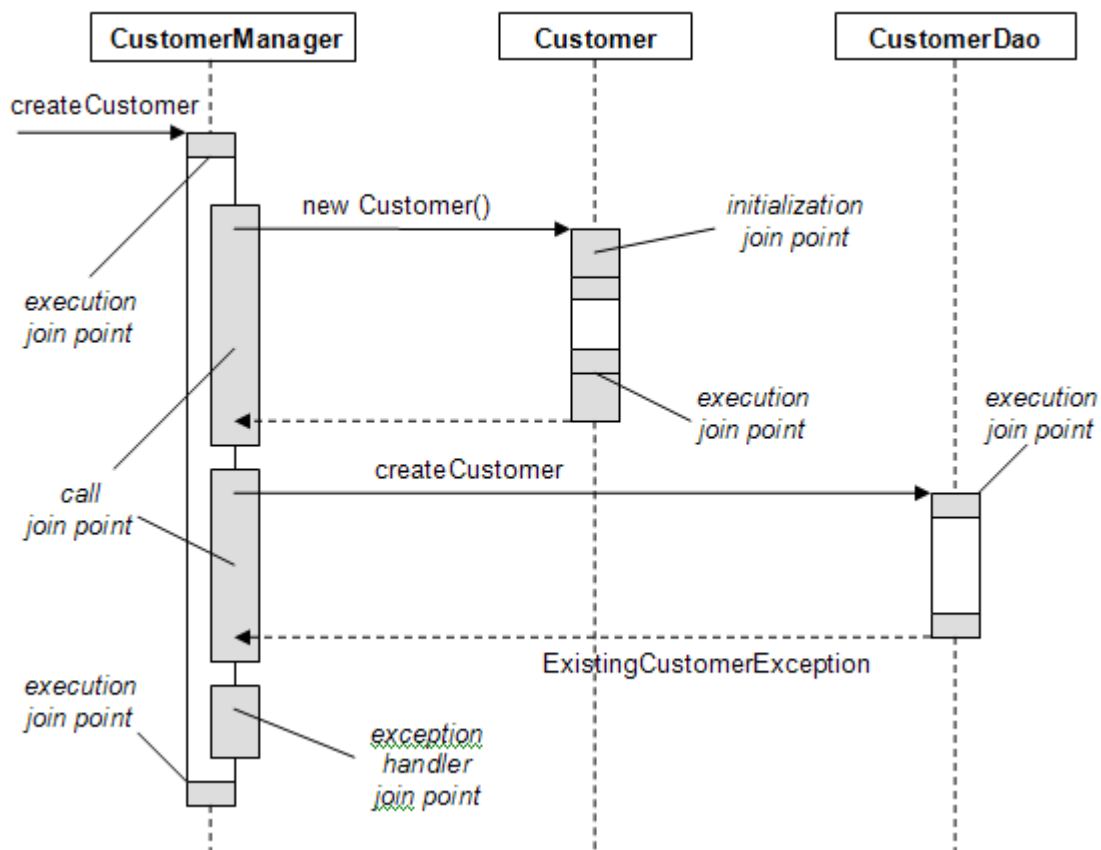 CustomerManager
Customer
CustomerDao
createCustomer
new Customer()
initialization
join point
execution
join point
execution
join point
execution
join point
createCustomer
call
join point
ExistingCustomerException
execution
join point
exception
handler
join point